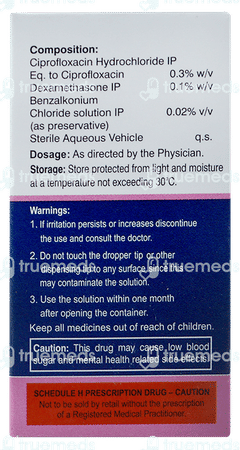 Composition:
Ciprofloxacin Hydrochloride IP
Eq. to Ciprofloxacin 0.3% w/v
Dexamethasone IP 0.1% w/v
Benzalkonium
Chloride solution IP 0.02% v/v
(as preservative)
Sterile Aqueous Vehicle q.s.
Dosage: As directed by the Physician.
Storage: Store protected from light and moisture
at a temperature not exceeding 30°C.
Warnings:
1. If irritation persists or increases discontinue
the use and consult the doctor.
2. Do not touch the dropper tip or other
dispensing tip to any surface since this
may contaminate the solution.
3. Use the solution within one month
after opening the container.
Keep all medicines out of reach of children.
Caution: This drug may cause low blood
sugar and mental health related side effects
SCHEDULE H PRESCRIPTION DRUG – CAUTION
Not to be sold by retail without the prescription
of a Registered Medical Practitioner.
truemeds